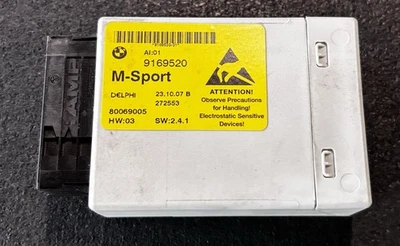 AI:01
9169520
M-Sport
DELPHI 23.10.07 B
272553
80069005
HW:03 SW:2.4.1
ATTENTION!
Observe Precautions
for Handling!
Electrostatic Sensitive
Devices!
AMP